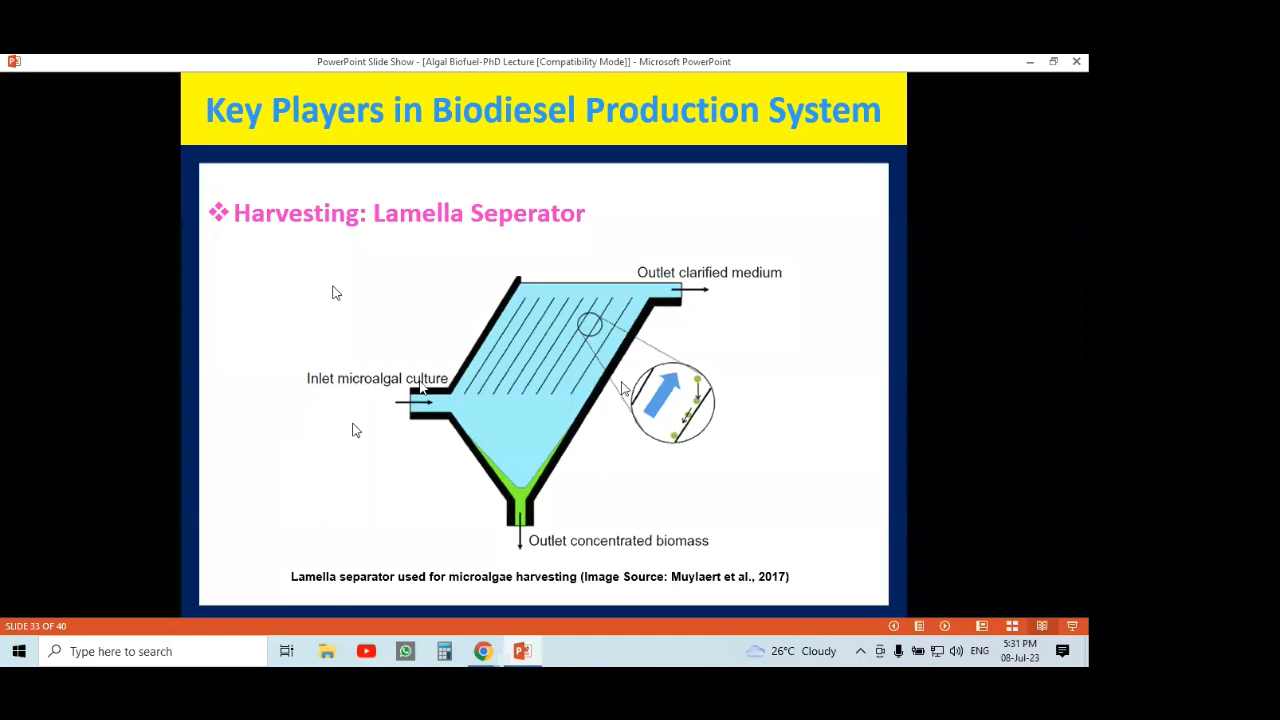 PowerPoint Slide Show - [Algal Biofuel-PhD Lecture [Compatibility Mode]] - Microsoft PowerPoint
Key Players in Biodiesel Production System
Harvesting: Lamella Seperator
Outlet clarified medium
Inlet microalgal culture
Outlet concentrated biomass
Lamella separator used for microalgae harvesting (Image Source: Muylaert et al., 2017)
SLIDE 33 OF 40
Type here to search
26°C Cloudy
ENG
5:31 PM
08-Jul-23